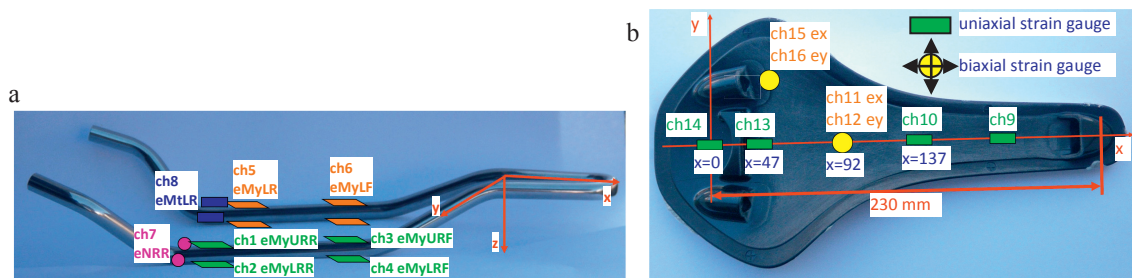 a
ch8
eMtLR
ch5
eMyLR
ch6
eMyLF
ch7
eNRR
ch1 eMyURR
ch2 eMyLRR
ch3 eMyURF
ch4 eMyLRF
y
x
z
b
y
ch15 ex
ch16 ey
uniaxial strain gauge
biaxial strain gauge
ch14
ch13
ch11 ex
ch12 ey
ch10
ch9
x=0
x=47
x=92
x=137
x
230 mm